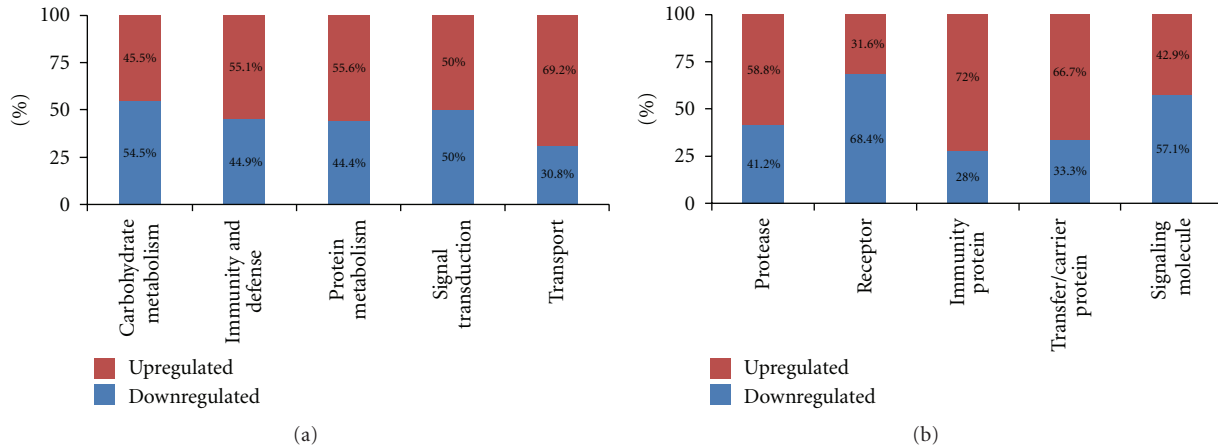 100
75
50
25
0
(%)
45.5%
54.5%
55.1%
44.9%
55.6%
44.4%
50%
50%
69.2%
30.8%
Carbohydrate
metabolism
Immunity and
defense
Protein
metabolism
Signal
transduction
Transport
Upregulated
Downregulated
(a)
100
75
50
25
0
(%)
58.8%
41.2%
31.6%
68.4%
72%
28%
66.7%
33.3%
42.9%
57.1%
Protease
Receptor
Immunity
protein
Transfer/carrier
protein
Signaling
molecule
Upregulated
Downregulated
(b)